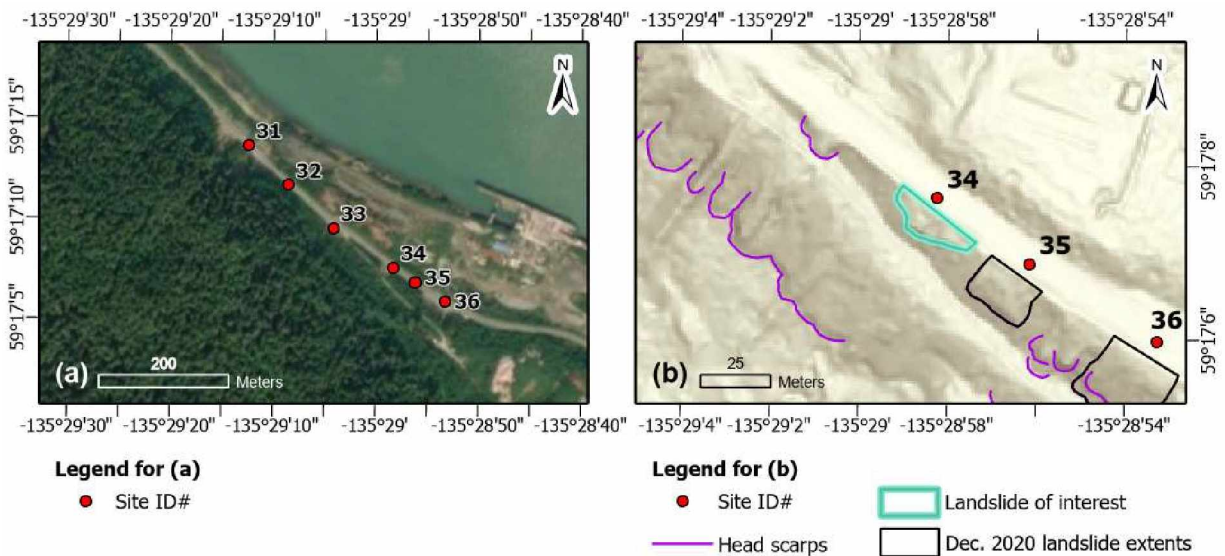 -135°29'30" -135°29'20" -135°29'10" -135°29' -135°28'50" -135°28'40"
-135°29'4" -135°29'2" -135°29' -135°28'58" -135°28'54"
59°17'15"
59°17'10"
59°17'5"
N
31
32
33
34
35
36
(a)
200
Meters
N
34
35
36
(b)
25
Meters
59°17'8"
59°17'6"
-135°29'30" -135°29'20" -135°29'10" -135°29' -135°28'50" -135°28'40"
-135°29'4" -135°29'2" -135°29' -135°28'58" -135°28'54"
Legend for (a)
Site ID#
Legend for (b)
Site ID#
Landslide of interest
Head scarps
Dec. 2020 landslide extents